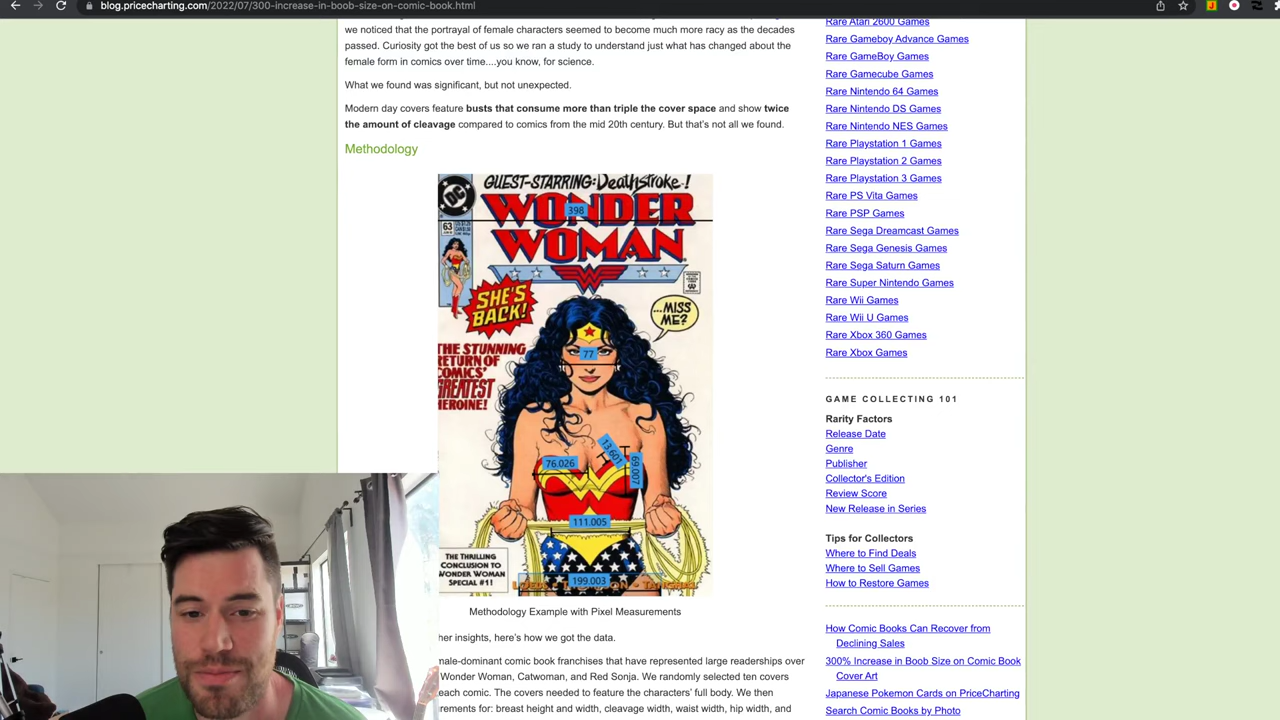 blog.pricecharting.com/2022/07/300-increase-in-boob-size-on-comic-book.html
we noticed that the portrayal of female characters seemed to become much more racy as the decades
passed. Curiosity got the best of us so we ran a study to understand just what has changed about the
female form in comics over time....you know, for science.
What we found was significant, but not unexpected.
Modern day covers feature busts that consume more than triple the cover space and show twice
the amount of cleavage compared to comics from the mid 20th century. But that's not all we found.
Methodology
GUEST-STARRING: Deathstroke!
DC
WONDER
398
WOMAN
63
SHE'S
BACK!
...MISS
ME?
THE STUNNING
RETURN OF
COMICS'
GREATEST
HEROINE!
77
76.026
13.601
69.007
111.005
199.003
THE THRILLING
CONCLUSION TO
WONDER WOMAN
SPECIAL #1!
Methodology Example with Pixel Measurements
her insights, here's how we got the data.
male-dominant comic book franchises that have represented large readerships over
Wonder Woman, Catwoman, and Red Sonja. We randomly selected ten covers
each comic. The covers needed to feature the characters' full body. We then
rements for: breast height and width, cleavage width, waist width, hip width, and
Rare Atari 2600 Games
Rare Gameboy Advance Games
Rare GameBoy Games
Rare Gamecube Games
Rare Nintendo 64 Games
Rare Nintendo DS Games
Rare Nintendo NES Games
Rare Playstation 1 Games
Rare Playstation 2 Games
Rare Playstation 3 Games
Rare PS Vita Games
Rare PSP Games
Rare Sega Dreamcast Games
Rare Sega Genesis Games
Rare Sega Saturn Games
Rare Super Nintendo Games
Rare Wii Games
Rare Wii U Games
Rare Xbox 360 Games
Rare Xbox Games
GAME COLLECTING 101
Rarity Factors
Release Date
Genre
Publisher
Collector's Edition
Review Score
New Release in Series
Tips for Collectors
Where to Find Deals
Where to Sell Games
How to Restore Games
How Comic Books Can Recover from
Declining Sales
300% Increase in Boob Size on Comic Book
Cover Art
Japanese Pokemon Cards on PriceCharting
Search Comic Books by Photo